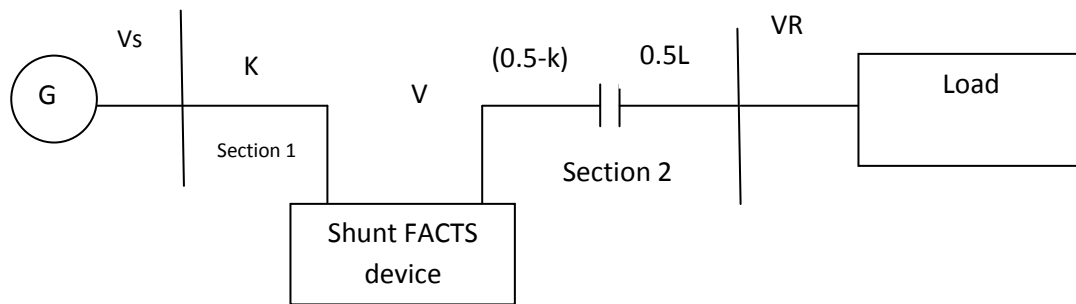 Vs
VR
K
(0.5-k)
0.5L
Load
G
V
Section 1
Section 2
Shunt FACTS
device